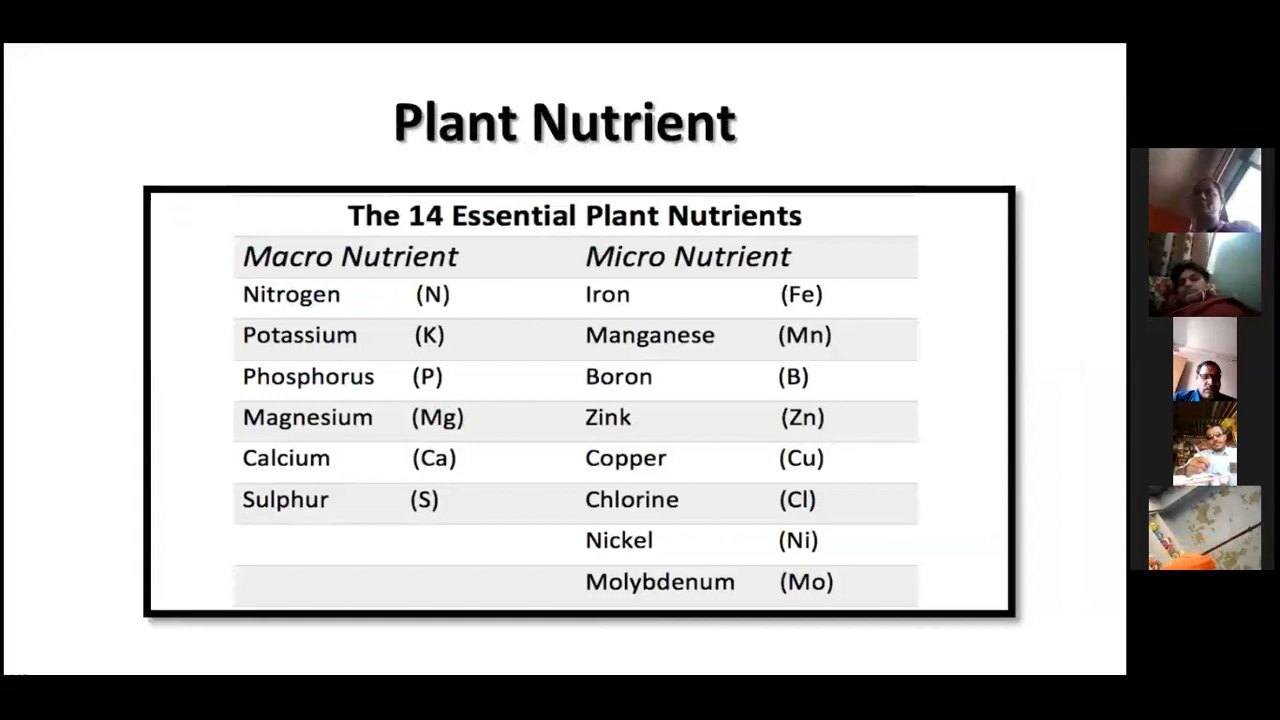 Plant Nutrient
The 14 Essential Plant Nutrients
Macro Nutrient Micro Nutrient
Nitrogen (N) Iron (Fe)
Potassium (K) Manganese (Mn)
Phosphorus (P) Boron (B)
Magnesium (Mg) Zink (Zn)
Calcium (Ca) Copper (Cu)
Sulphur (S) Chlorine (Cl)
Nickel (Ni)
Molybdenum (Mo)